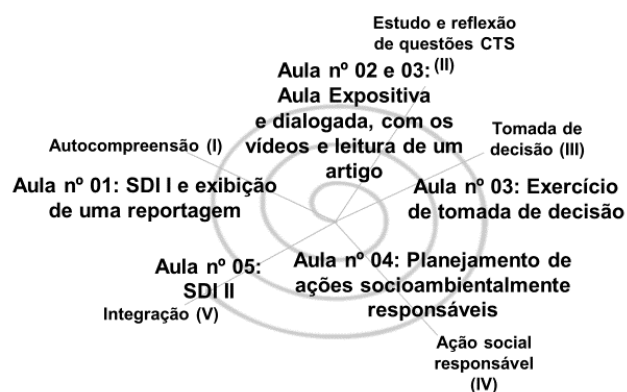 Estudo e reflexão
de questões CTS
(II)
Aula nº 02 e 03:
Aula Expositiva
e dialogada, com os
vídeos e leitura de um
artigo
Autocompreensão (I)
Aula nº 01: SDI I e exibição
de uma reportagem
Tomada de
decisão (III)
Aula nº 03: Exercício
de tomada de decisão
Aula nº 05:
SDI II
Integração (V)
Aula nº 04: Planejamento de
ações socioambientalmente
responsáveis
Ação social
responsável
(IV)